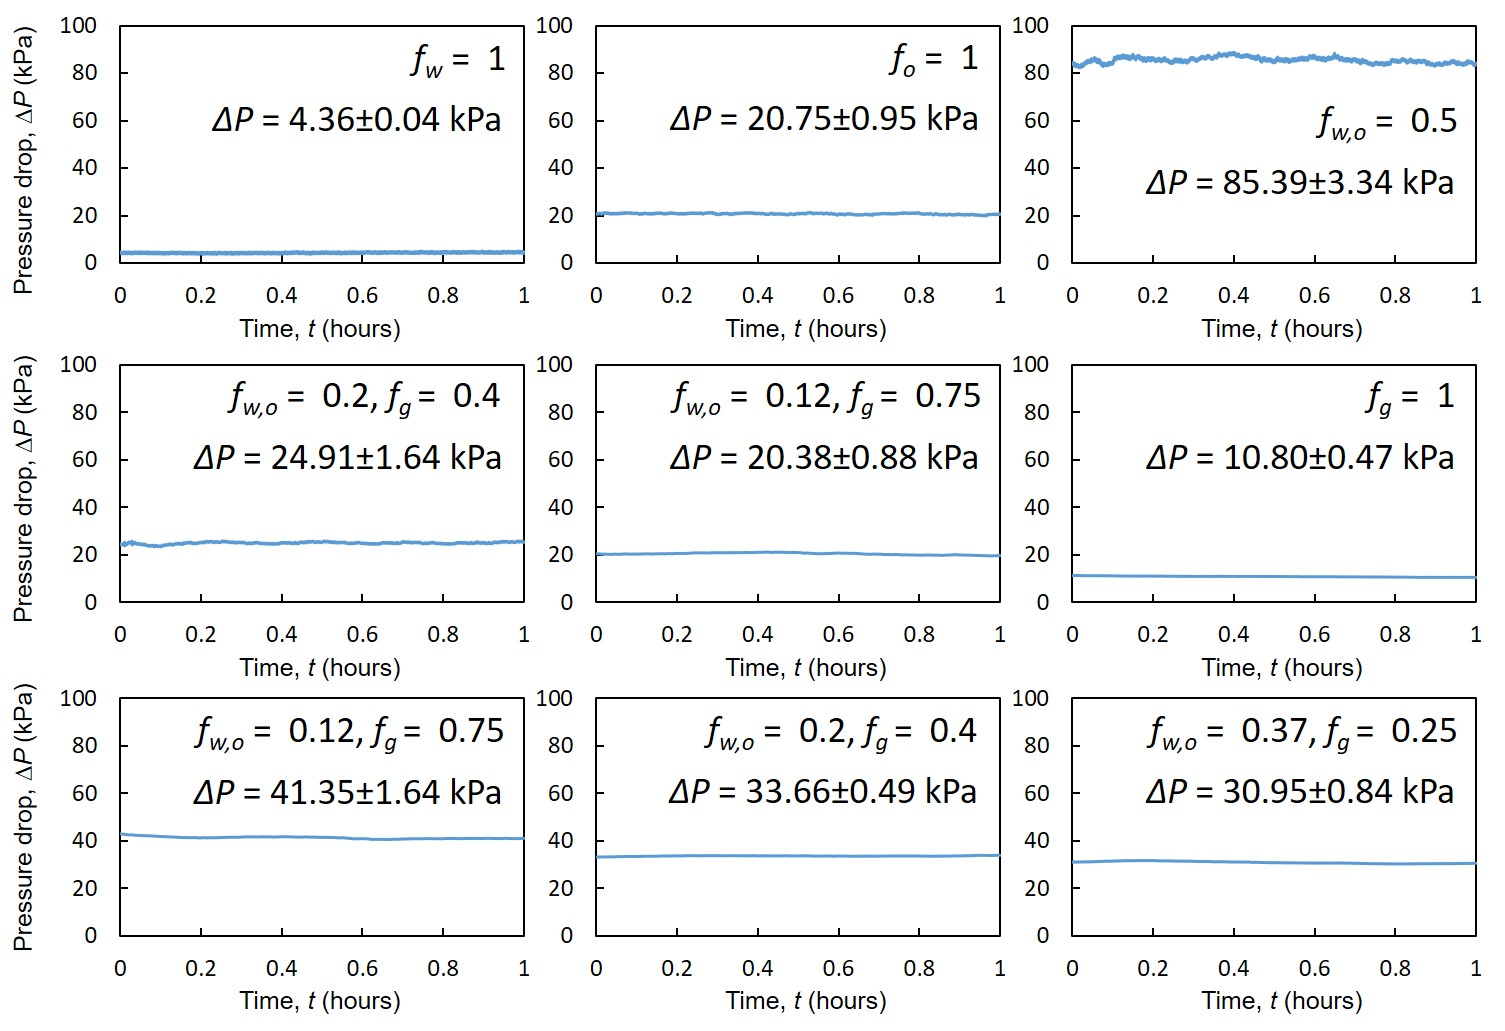 Pressure drop, ΔP (kPa)
100
80
60
40
20
0
f_w = 1
ΔP = 4.36±0.04 kPa
0 0.2 0.4 0.6 0.8 1
Time, t (hours)
100
80
60
40
20
0
f_o = 1
ΔP = 20.75±0.95 kPa
0 0.2 0.4 0.6 0.8 1
Time, t (hours)
100
80
60
40
20
0
f_w,o = 0.5
ΔP = 85.39±3.34 kPa
0 0.2 0.4 0.6 0.8 1
Time, t (hours)
Pressure drop, ΔP (kPa)
100
80
60
40
20
0
f_w,o = 0.2, f_g = 0.4
ΔP = 24.91±1.64 kPa
0 0.2 0.4 0.6 0.8 1
Time, t (hours)
100
80
60
40
20
0
f_w,o = 0.12, f_g = 0.75
ΔP = 20.38±0.88 kPa
0 0.2 0.4 0.6 0.8 1
Time, t (hours)
100
80
60
40
20
0
f_g = 1
ΔP = 10.80±0.47 kPa
0 0.2 0.4 0.6 0.8 1
Time, t (hours)
Pressure drop, ΔP (kPa)
100
80
60
40
20
0
f_w,o = 0.12, f_g = 0.75
ΔP = 41.35±1.64 kPa
0 0.2 0.4 0.6 0.8 1
Time, t (hours)
100
80
60
40
20
0
f_w,o = 0.2, f_g = 0.4
ΔP = 33.66±0.49 kPa
0 0.2 0.4 0.6 0.8 1
Time, t (hours)
100
80
60
40
20
0
f_w,o = 0.37, f_g = 0.25
ΔP = 30.95±0.84 kPa
0 0.2 0.4 0.6 0.8 1
Time, t (hours)